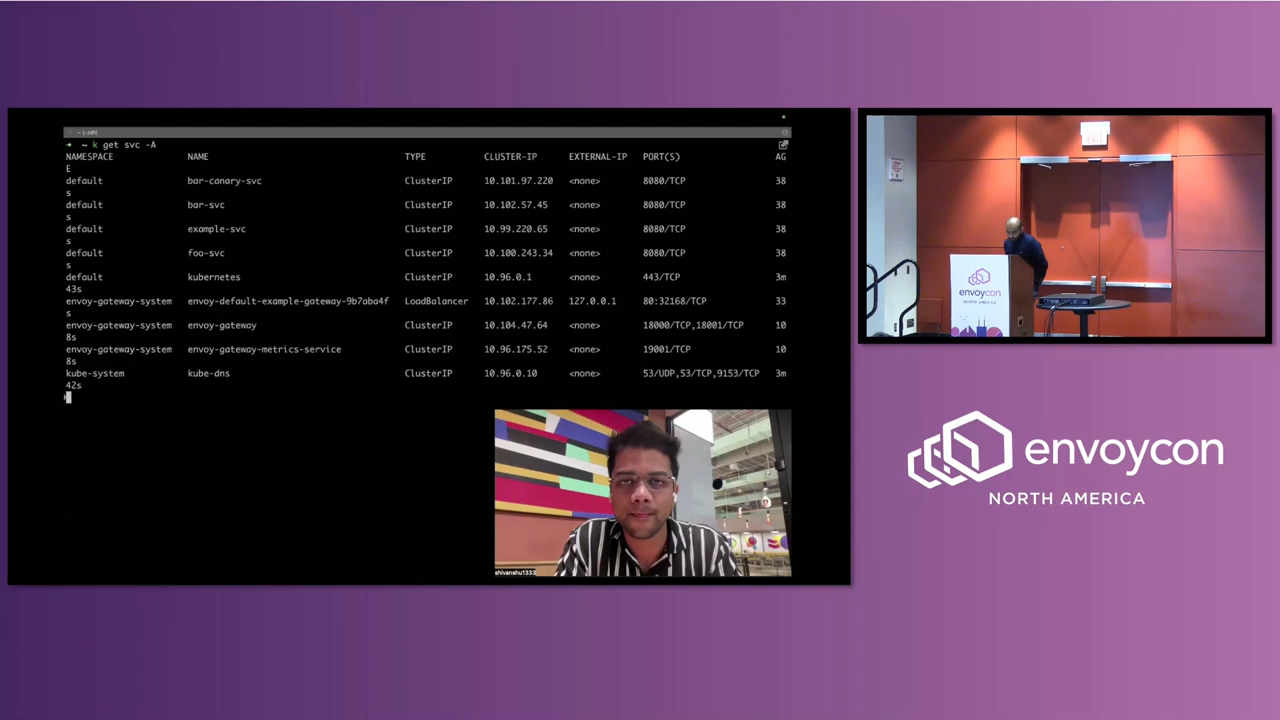 ~ (-zsh)
➜ ~ k get svc -A
NAMESPACE NAME TYPE CLUSTER-IP EXTERNAL-IP PORT(S) AG
E
default bar-canary-svc ClusterIP 10.101.97.220 <none> 8080/TCP 38
s
default bar-svc ClusterIP 10.102.57.45 <none> 8080/TCP 38
s
default example-svc ClusterIP 10.99.220.65 <none> 8080/TCP 38
s
default foo-svc ClusterIP 10.100.243.34 <none> 8080/TCP 38
s
default kubernetes ClusterIP 10.96.0.1 <none> 443/TCP 3m
43s
envoy-gateway-system envoy-default-example-gateway-9b7aba4f LoadBalancer 10.102.177.86 127.0.0.1 80:32168/TCP 33
s
envoy-gateway-system envoy-gateway ClusterIP 10.104.47.64 <none> 18000/TCP,18001/TCP 10
8s
envoy-gateway-system envoy-gateway-metrics-service ClusterIP 10.96.175.52 <none> 19001/TCP 10
8s
kube-system kube-dns ClusterIP 10.96.0.10 <none> 53/UDP,53/TCP,9153/TCP 3m
42s
shivanshu1333
envoycon
NORTH AMERICA
envoycon
NORTH AMERICA